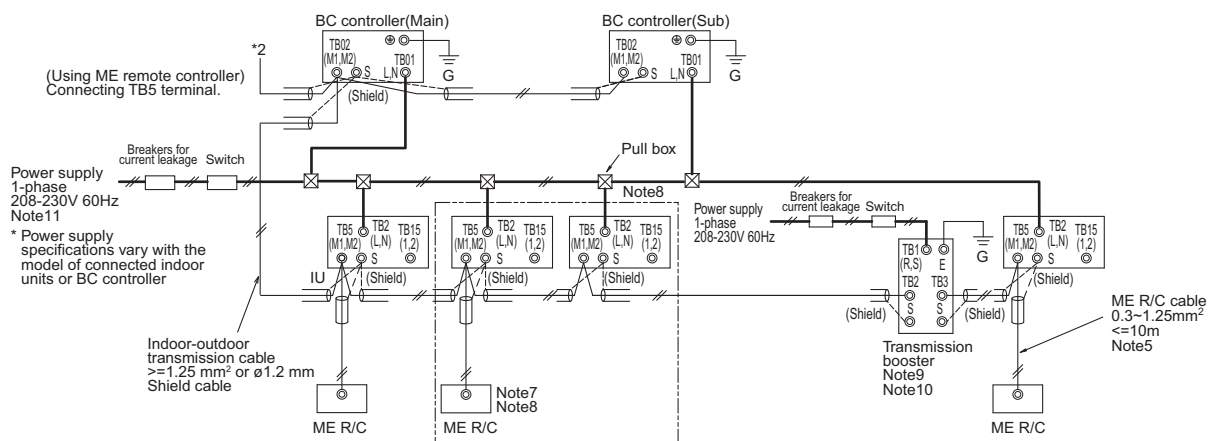 BC controller(Main)
BC controller(Sub)
*2
TB02
(M1,M2)
S
TB01
L,N
G
(Shield)
TB02
(M1,M2)
S
TB01
L,N
G
(Using ME remote controller)
Connecting TB5 terminal.
Breakers for
current leakage
Switch
Power supply
1-phase
208-230V 60Hz
Note11
* Power supply
specifications vary with the
model of connected indoor
units or BC controller
Pull box
Note8
Breakers for
current leakage
Switch
Power supply
1-phase
208-230V 60Hz
TB5
(M1,M2)
TB2
(L,N)
TB15
(1,2)
S
(Shield)
IU
TB5
(M1,M2)
TB2
(L,N)
TB15
(1,2)
S
(Shield)
TB5
(M1,M2)
TB2
(L,N)
TB15
(1,2)
S
(Shield)
TB1
(R,S)
E
G
TB2
TB3
S
S
(Shield)
(Shield)
TB5
(M1,M2)
TB2
(L,N)
TB15
(1,2)
S
(Shield)
Transmission
booster
Note9
Note10
ME R/C cable
0.3~1.25mm²
<=10m
Note5
Indoor-outdoor
transmission cable
>=1.25 mm² or ø1.2 mm
Shield cable
ME R/C
Note7
Note8
ME R/C
ME R/C